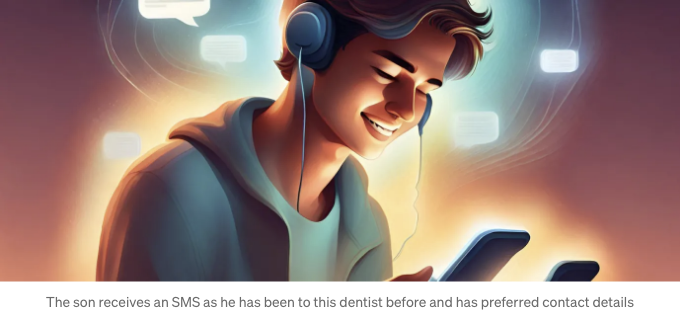 The son receives an SMS as he has been to this dentist before and has preferred contact details